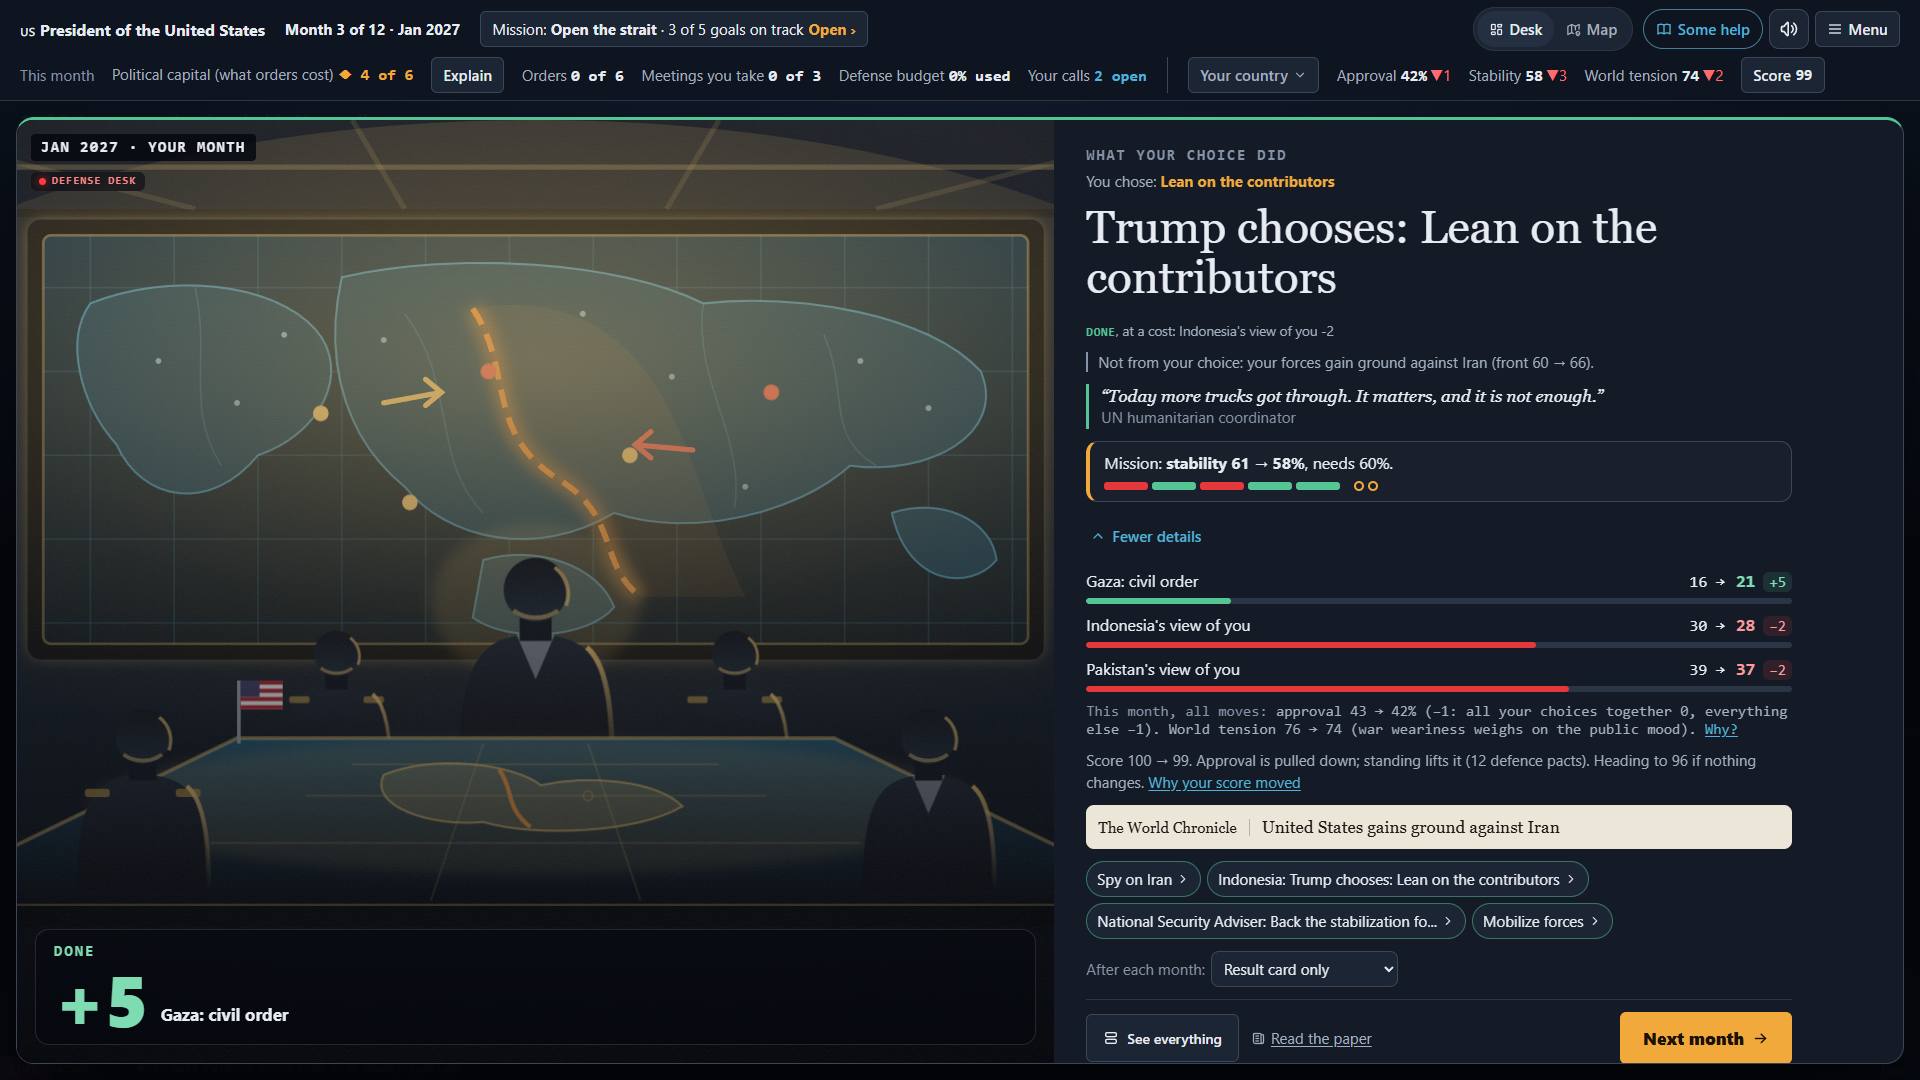 US President of the United States
Month 3 of 12 · Jan 2027
Mission: Open the strait · 3 of 5 goals on track Open ›
Desk
Map
Some help
Menu
This month
Political capital (what orders cost) 4 of 6
Explain
Orders 0 of 6
Meetings you take 0 of 3
Defense budget 0% used
Your calls 2 open
Your country
Approval 42% ▼1
Stability 58 ▼3
World tension 74 ▼2
Score 99
JAN 2027 · YOUR MONTH
DEFENSE DESK
DONE
+5 Gaza: civil order
WHAT YOUR CHOICE DID
You chose: Lean on the contributors
Trump chooses: Lean on the
contributors
DONE, at a cost: Indonesia's view of you -2
Not from your choice: your forces gain ground against Iran (front 60 → 66).
“Today more trucks got through. It matters, and it is not enough.”
UN humanitarian coordinator
Mission: stability 61 → 58%, needs 60%.
Fewer details
Gaza: civil order 16 → 21 +5
Indonesia's view of you 30 → 28 −2
Pakistan's view of you 39 → 37 −2
This month, all moves: approval 43 → 42% (−1: all your choices together 0, everything
else −1). World tension 76 → 74 (war weariness weighs on the public mood). Why?
Score 100 → 99. Approval is pulled down; standing lifts it (12 defence pacts). Heading to 96 if nothing
changes. Why your score moved
The World Chronicle | United States gains ground against Iran
Spy on Iran ›
Indonesia: Trump chooses: Lean on the contributors ›
National Security Adviser: Back the stabilization fo... ›
Mobilize forces ›
After each month: Result card only
See everything
Read the paper
Next month →